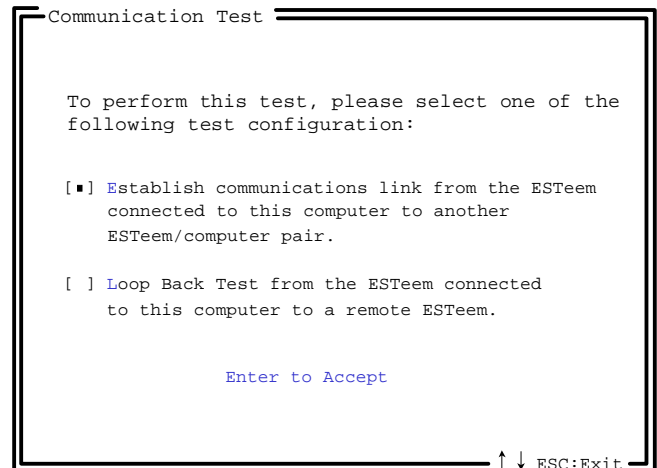 Communication Test
To perform this test, please select one of the
following test configuration:
[∎] Establish communications link from the ESTeem
connected to this computer to another
ESTeem/computer pair.
[ ] Loop Back Test from the ESTeem connected
to this computer to a remote ESTeem.
Enter to Accept
↑ ↓ ESC:Exit